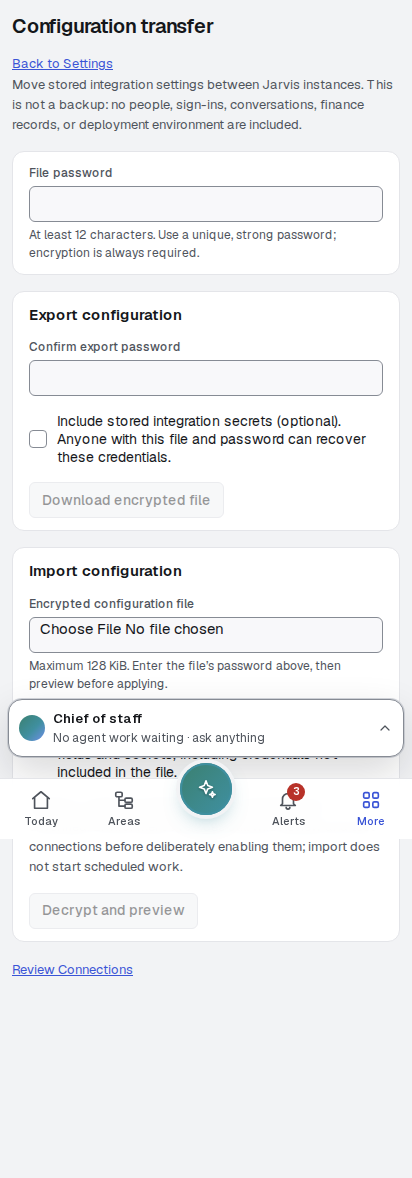 Configuration transfer
Back to Settings
Move stored integration settings between Jarvis instances. This
is not a backup: no people, sign-ins, conversations, finance
records, or deployment environment are included.
File password
At least 12 characters. Use a unique, strong password;
encryption is always required.
Export configuration
Confirm export password
Include stored integration secrets (optional).
Anyone with this file and password can recover
these credentials.
Download encrypted file
Import configuration
Encrypted configuration file
Choose File No file chosen
Maximum 128 KiB. Enter the file's password above, then
preview before applying.
Chief of staff
No agent work waiting · ask anything
included in the file.
3
Today
Areas
Alerts
More
connections before deliberately enabling them; import does
not start scheduled work.
Decrypt and preview
Review Connections